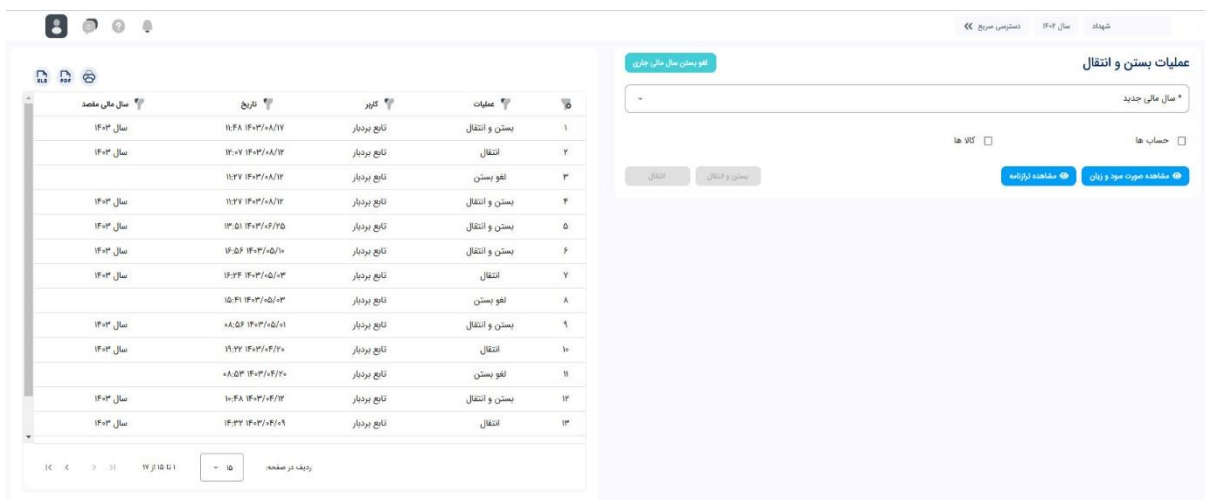 شهداد سال ۱۴۰۲ دسترسی سریع
عملیات بستن و انتقال
لغو بستن سال مالی جاری
* سال مالی جدید
حساب ها کالا ها
مشاهده صورت سود و زیان مشاهده ترازنامه بستن و انتقال انتقال
PDF XLS
عملیات کاربر تاریخ سال مالی مقصد
۱ بستن و انتقال تابع بردبار ۱۴۰۳/۰۸/۱۷ ۱۱:۴۸ سال ۱۴۰۳
۲ انتقال تابع بردبار ۱۴۰۳/۰۸/۱۲ ۱۲:۰۷ سال ۱۴۰۳
۳ لغو بستن تابع بردبار ۱۴۰۳/۰۸/۱۲ ۱۱:۲۷
۴ بستن و انتقال تابع بردبار ۱۴۰۳/۰۸/۱۲ ۱۱:۲۷ سال ۱۴۰۳
۵ بستن و انتقال تابع بردبار ۱۴۰۳/۰۶/۲۵ ۱۳:۵۱ سال ۱۴۰۳
۶ بستن و انتقال تابع بردبار ۱۴۰۳/۰۵/۱۰ ۱۶:۵۶ سال ۱۴۰۳
۷ انتقال تابع بردبار ۱۴۰۳/۰۵/۰۳ ۱۶:۲۴ سال ۱۴۰۳
۸ لغو بستن تابع بردبار ۱۴۰۳/۰۵/۰۳ ۱۵:۴۱
۹ بستن و انتقال تابع بردبار ۱۴۰۳/۰۵/۰۱ ۰۸:۵۶ سال ۱۴۰۳
۱۰ انتقال تابع بردبار ۱۴۰۳/۰۴/۲۰ ۱۹:۲۲ سال ۱۴۰۳
۱۱ لغو بستن تابع بردبار ۱۴۰۳/۰۴/۲۰ ۰۸:۵۳
۱۲ بستن و انتقال تابع بردبار ۱۴۰۳/۰۴/۱۲ ۱۰:۴۸ سال ۱۴۰۳
۱۳ انتقال تابع بردبار ۱۴۰۳/۰۴/۰۹ ۱۴:۳۲ سال ۱۴۰۳
ردیف در صفحه: ۱۵ ۱ تا ۱۵ از ۱۷